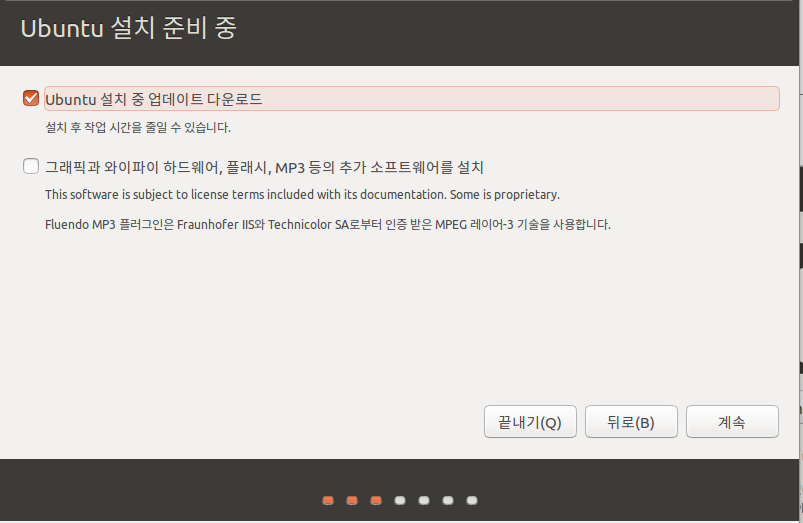 Ubuntu 설치 준비 중
Ubuntu 설치 중 업데이트 다운로드
설치 후 작업 시간을 줄일 수 있습니다.
그래픽과 와이파이 하드웨어, 플래시, MP3 등의 추가 소프트웨어를 설치
This software is subject to license terms included with its documentation. Some is proprietary.
Fluendo MP3 플러그인은 Fraunhofer IIS와 Technicolor SA로부터 인증 받은 MPEG 레이어-3 기술을 사용합니다.
끝내기(Q) 뒤로(B) 계속